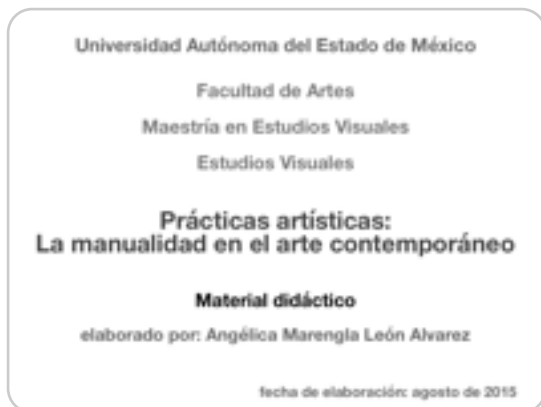 Universidad Autónoma del Estado de México
Facultad de Artes
Maestría en Estudios Visuales
Estudios Visuales
Prácticas artísticas:
La manualidad en el arte contemporáneo
Material didáctico
elaborado por: Angélica Marengla León Alvarez
fecha de elaboración: agosto de 2015